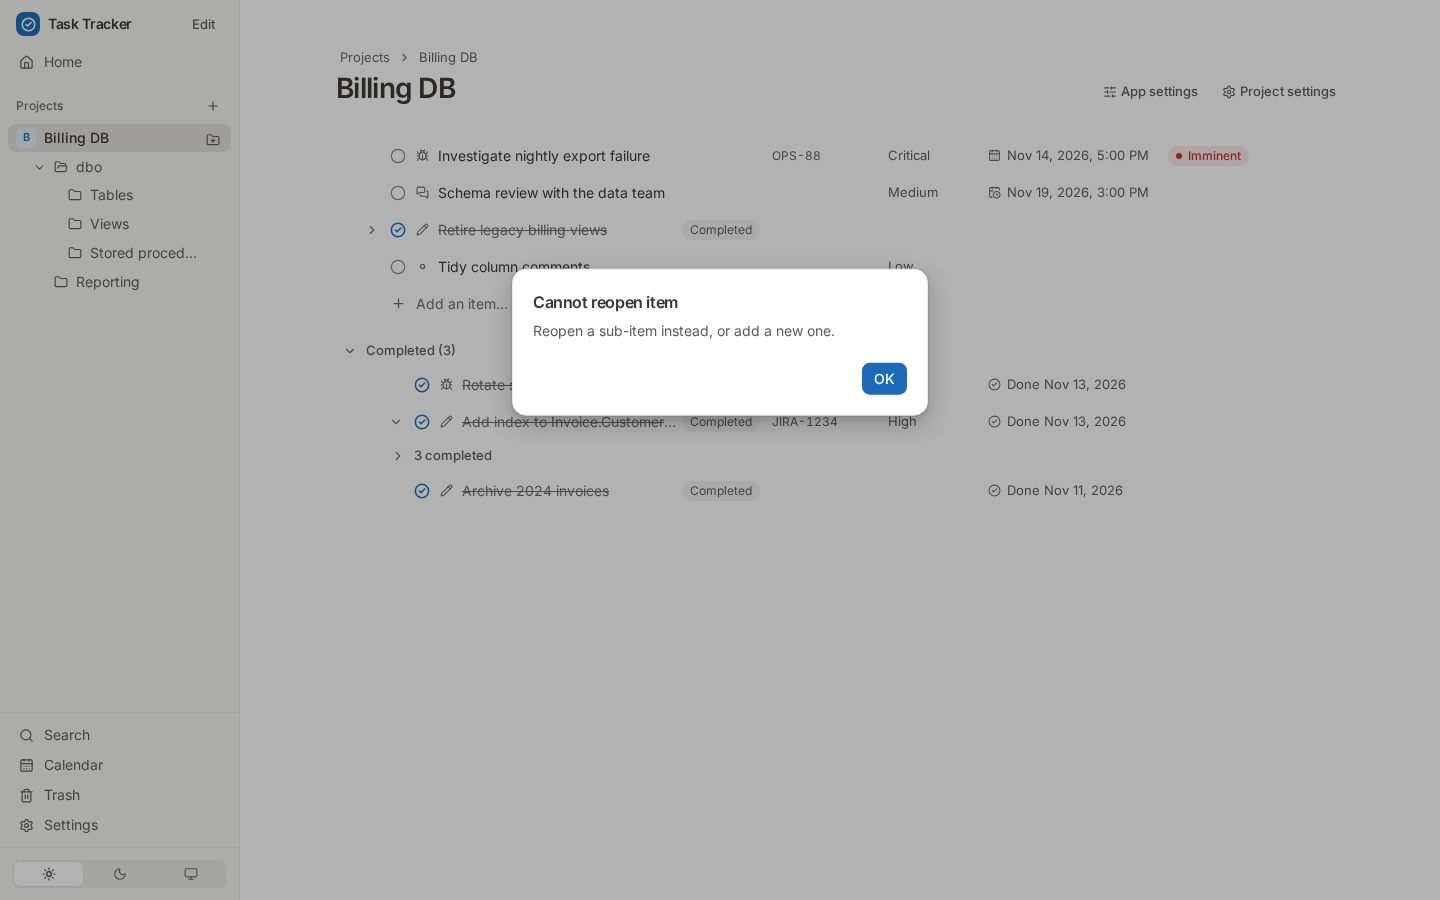 Task Tracker
Edit
Home
Projects
B Billing DB
dbo
Tables
Views
Stored proced...
Reporting
Search
Calendar
Trash
Settings
Projects > Billing DB
Billing DB
App settings
Project settings
Investigate nightly export failure OPS-88 Critical Nov 14, 2026, 5:00 PM Imminent
Schema review with the data team Medium Nov 19, 2026, 3:00 PM
Retire legacy billing views Completed
Tidy column comments Low
Add an item...
Cannot reopen item
Reopen a sub-item instead, or add a new one.
OK
Completed (3)
Rotate Done Nov 13, 2026
Add index to Invoice.Customer... Completed JIRA-1234 High Done Nov 13, 2026
3 completed
Archive 2024 invoices Completed Done Nov 11, 2026